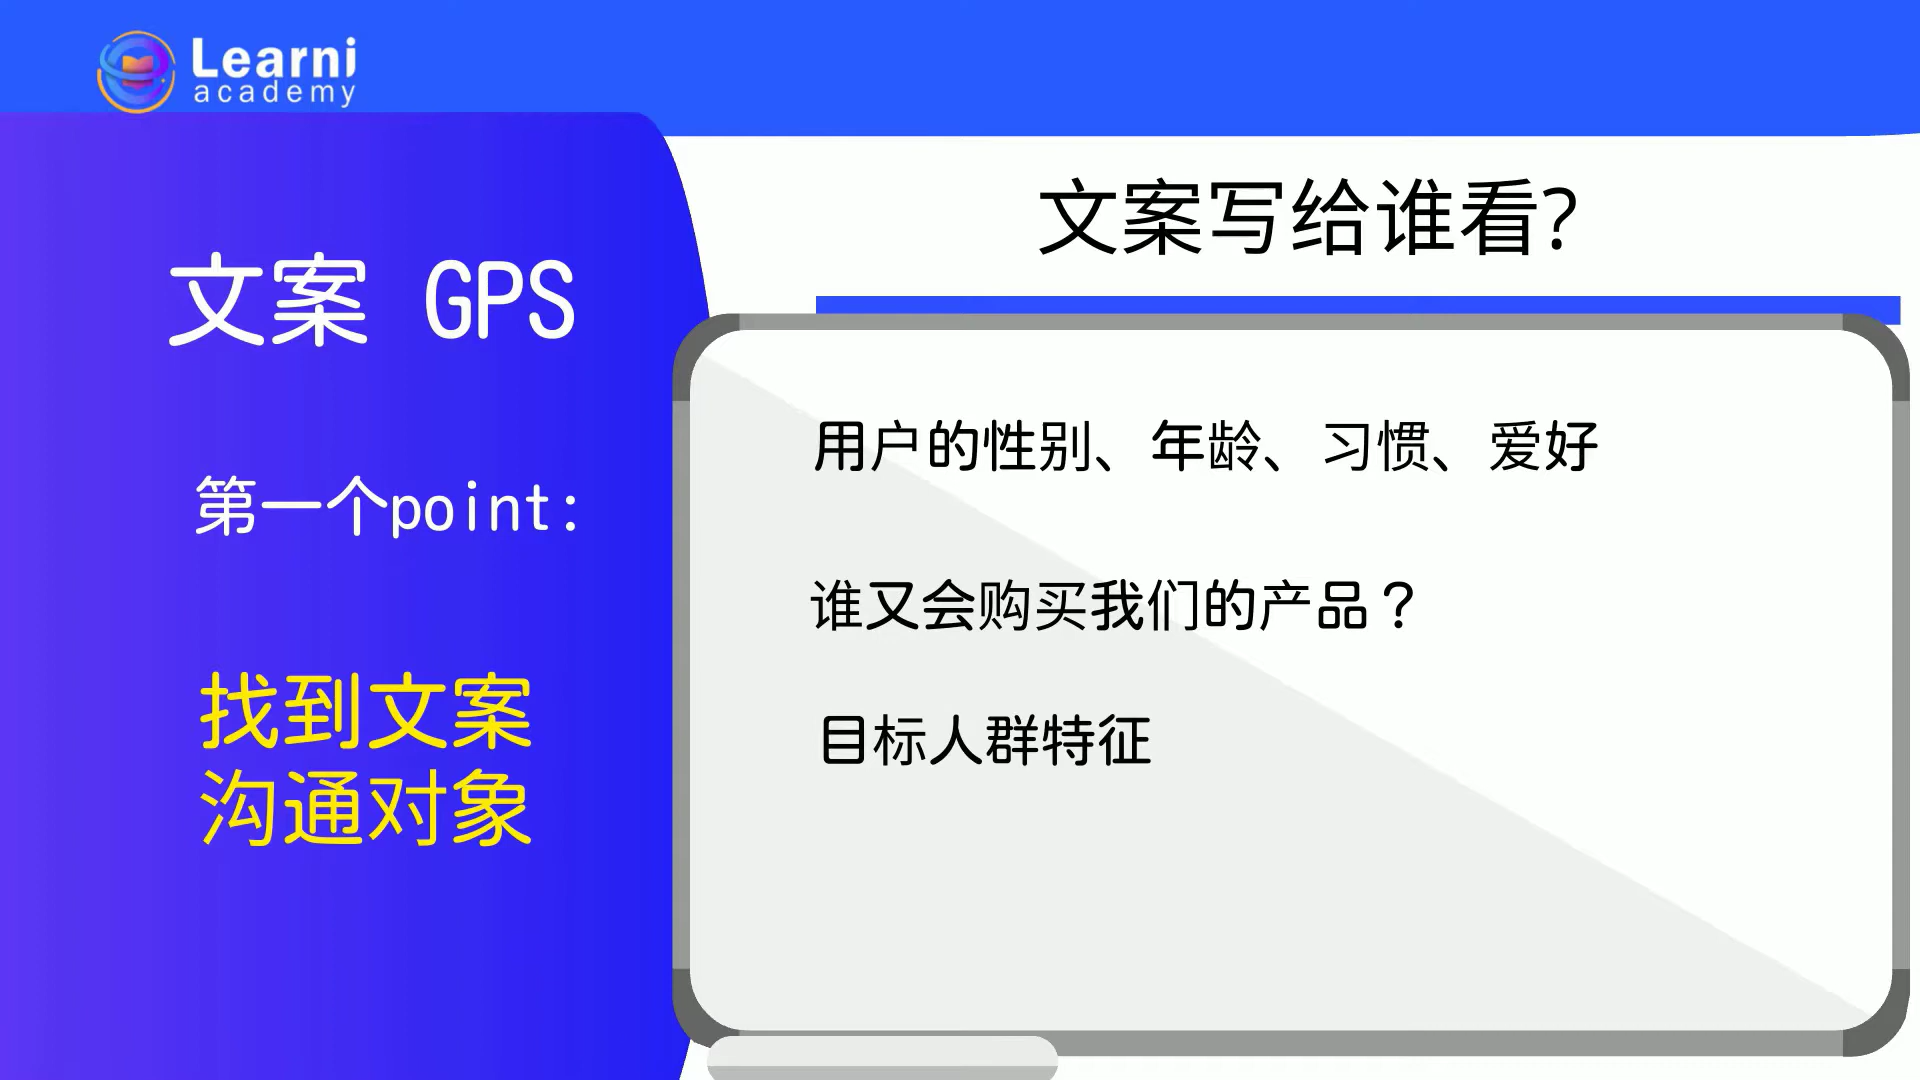 Learni
academy
文案 GPS
第一个point:
找到文案
沟通对象
文案写给谁看?
用户的性别、年龄、习惯、爱好
谁又会购买我们的产品？
目标人群特征